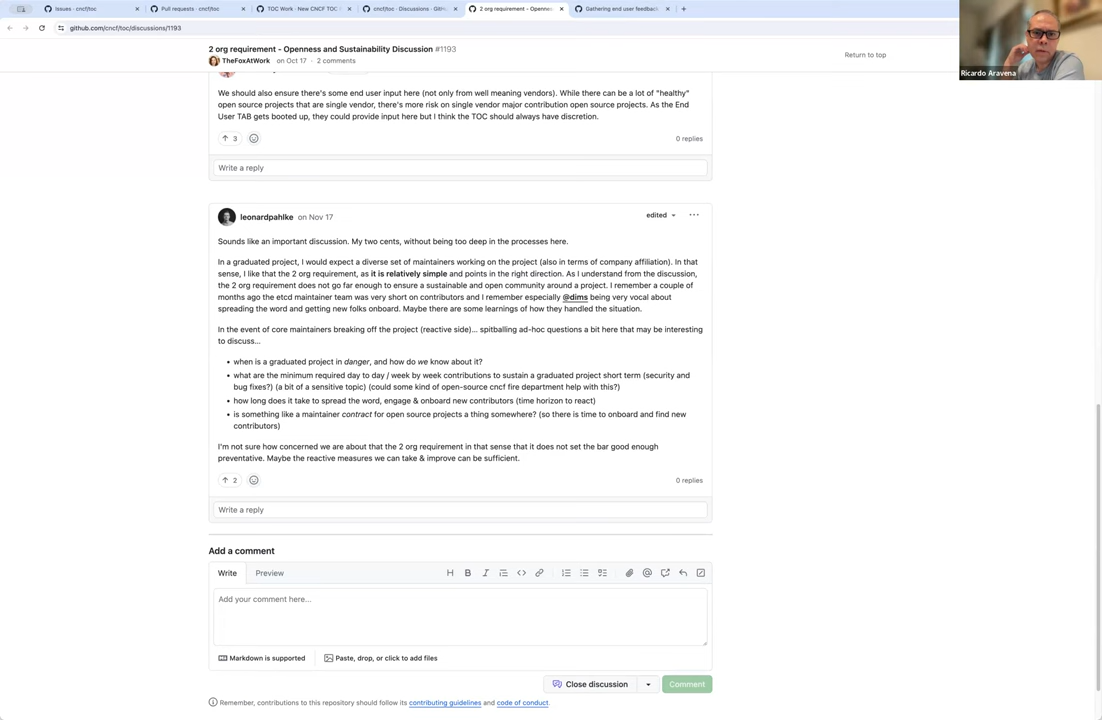 Issues · cncf/toc
Pull requests · cncf/toc
TOC Work · New CNCF TOC
cncf/toc · Discussions · GitH
2 org requirement - Openness
Gathering end user feedback
github.com/cncf/toc/discussions/1193
2 org requirement - Openness and Sustainability Discussion #1193
TheFoxAtWork on Oct 17 · 2 comments
Return to top
Ricardo Aravena
We should also ensure there's some end user input here (not only from well meaning vendors). While there can be a lot of "healthy"
open source projects that are single vendor, there's more risk on single vendor major contribution open source projects. As the End
User TAB gets booted up, they could provide input here but I think the TOC should always have discretion.
3
0 replies
Write a reply
leonardpahlke on Nov 17
edited
Sounds like an important discussion. My two cents, without being too deep in the processes here.
In a graduated project, I would expect a diverse set of maintainers working on the project (also in terms of company affiliation). In that
sense, I like that the 2 org requirement, as it is relatively simple and points in the right direction. As I understand from the discussion,
the 2 org requirement does not go far enough to ensure a sustainable and open community around a project. I remember a couple of
months ago the etcd maintainer team was very short on contributors and I remember especially @dims being very vocal about
spreading the word and getting new folks onboard. Maybe there are some learnings of how they handled the situation.
In the event of core maintainers breaking off the project (reactive side)... spitballing ad-hoc questions a bit here that may be interesting
to discuss...
• when is a graduated project in danger, and how do we know about it?
• what are the minimum required day to day / week by week contributions to sustain a graduated project short term (security and
bug fixes?) (a bit of a sensitive topic) (could some kind of open-source cncf fire department help with this?)
• how long does it take to spread the word, engage & onboard new contributors (time horizon to react)
• is something like a maintainer contract for open source projects a thing somewhere? (so there is time to onboard and find new
contributors)
I'm not sure how concerned we are about that the 2 org requirement in that sense that it does not set the bar good enough
preventative. Maybe the reactive measures we can take & improve can be sufficient.
2
0 replies
Write a reply
Add a comment
Write
Preview
Add your comment here...
Markdown is supported
Paste, drop, or click to add files
Close discussion
Comment
Remember, contributions to this repository should follow its contributing guidelines and code of conduct.